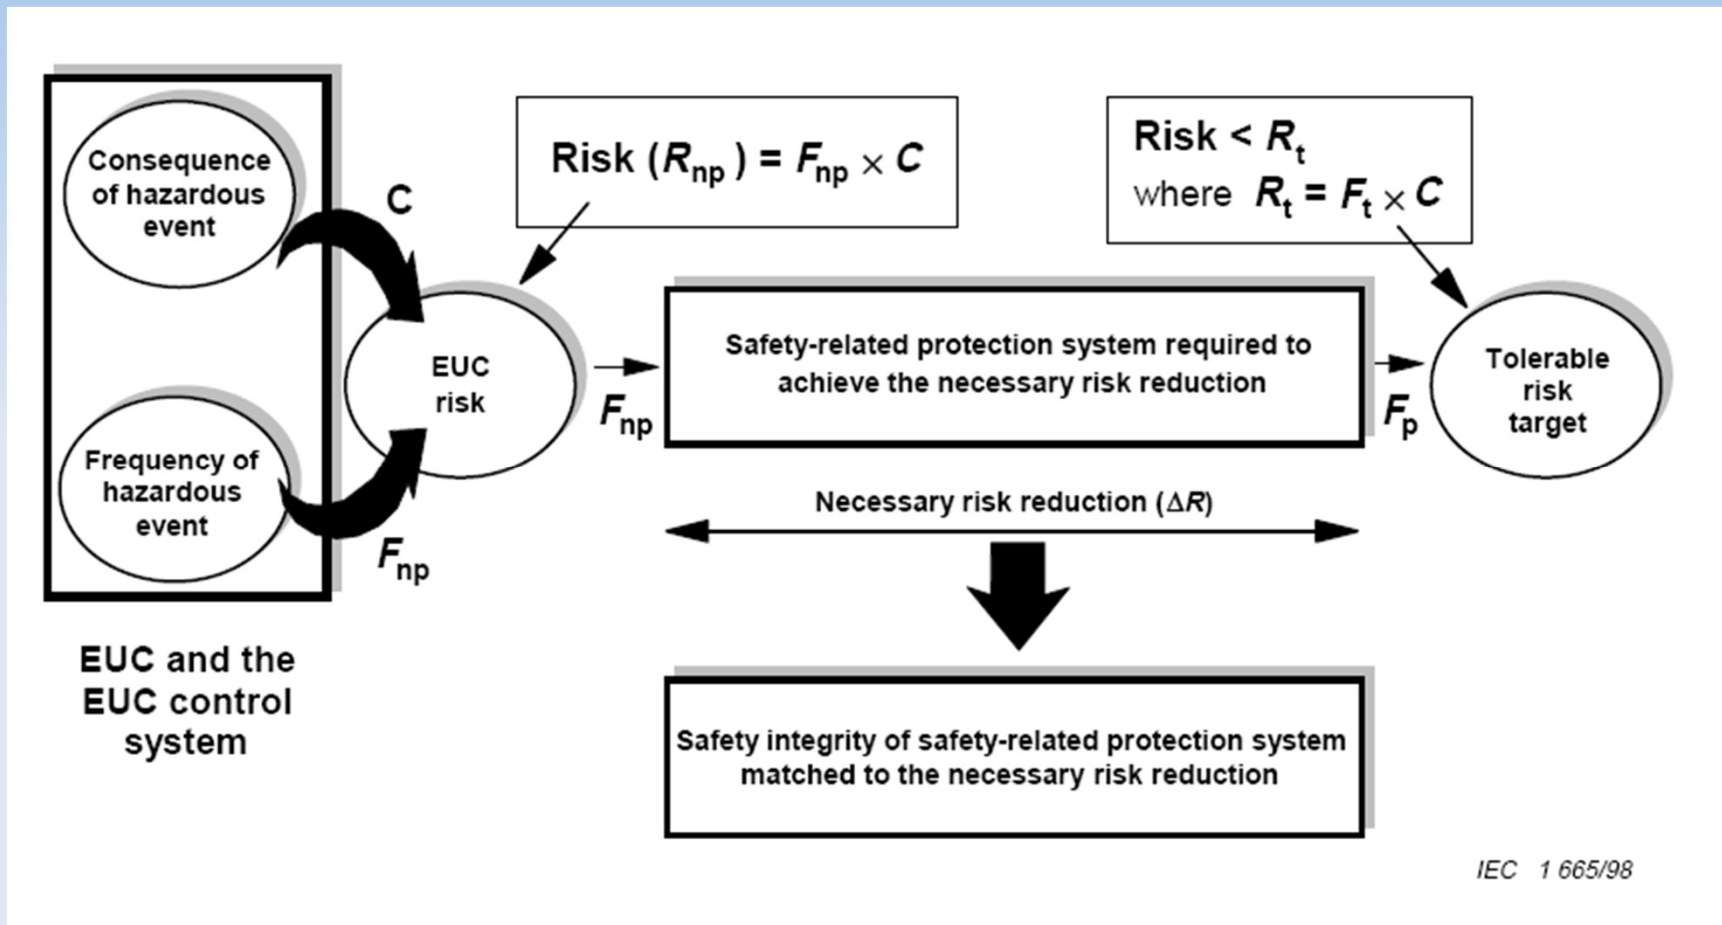 Consequence
of hazardous
event
C
Risk (Rnp ) = Fnp × C
Risk < Rt
where Rt = Ft × C
EUC
risk
Fnp
Safety-related protection system required to
achieve the necessary risk reduction
Fp
Tolerable
risk
target
Frequency of
hazardous
event
Fnp
Necessary risk reduction (ΔR)
EUC and the
EUC control
system
Safety integrity of safety-related protection system
matched to the necessary risk reduction
IEC 1 665/98